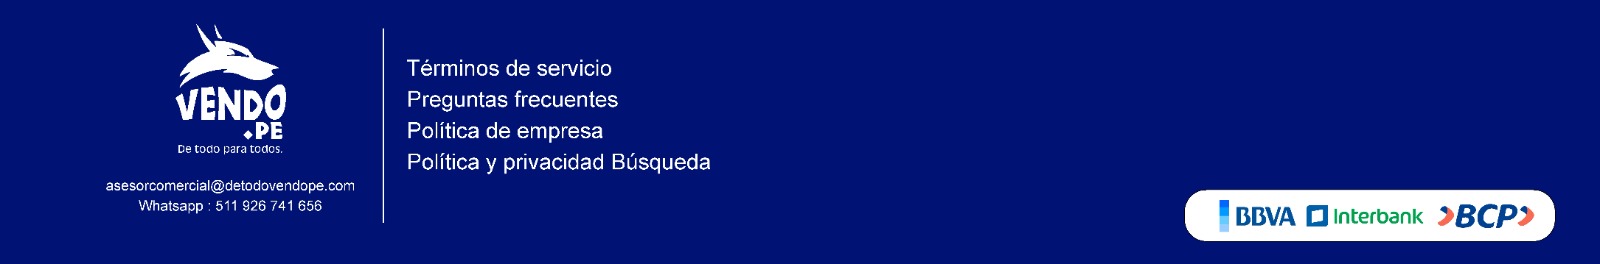 VENDO
.PE
De todo para todos.
asesorcomercial@detodovendope.com
Whatsapp : 511 926 741 656
Términos de servicio
Preguntas frecuentes
Política de empresa
Política y privacidad Búsqueda
BBVA Interbank BCP